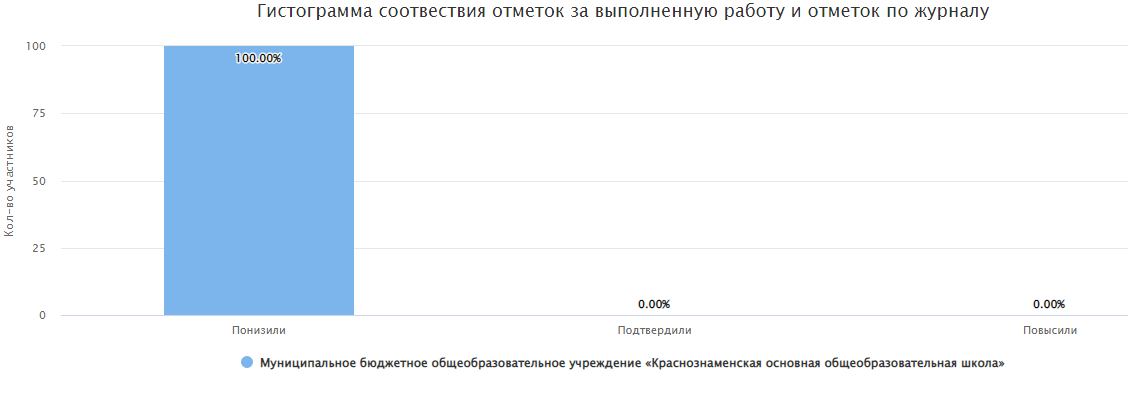 Гистограмма соотвествия отметок за выполненную работу и отметок по журналу
100
100.00%
75
Кол-во участников
50
25
0.00%
0.00%
0
Понизили
Подтвердили
Повысили
Муниципальное бюджетное общеобразовательное учреждение «Краснознаменская основная общеобразовательная школа»